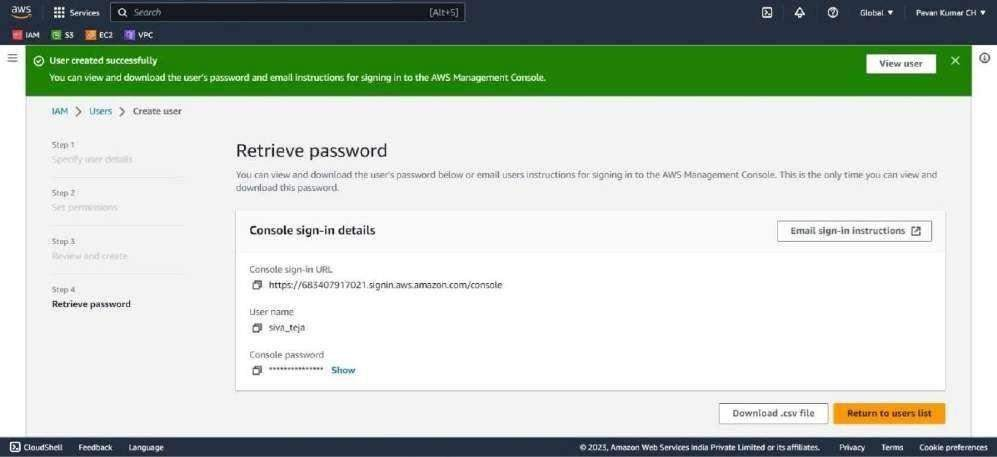 aws
Services
Search
[Alt+S]
Global
Pavan Kumar CH
IAM
S3
EC2
VPC
User created successfully
You can view and download the user's password and email instructions for signing in to the AWS Management Console.
View user
IAM > Users > Create user
Step 1
Specify user details
Step 2
Set permissions
Step 3
Review and create
Step 4
Retrieve password
Retrieve password
You can view and download the user's password below or email users instructions for signing in to the AWS Management Console. This is the only time you can view and
download this password.
Console sign-in details
Email sign-in instructions
Console sign-in URL
https://683407917021.signin.aws.amazon.com/console
User name
siva_teja
Console password
*************** Show
Download .csv file
Return to users list
CloudShell
Feedback
Language
© 2023, Amazon Web Services India Private Limited or its affiliates.
Privacy
Terms
Cookie preferences